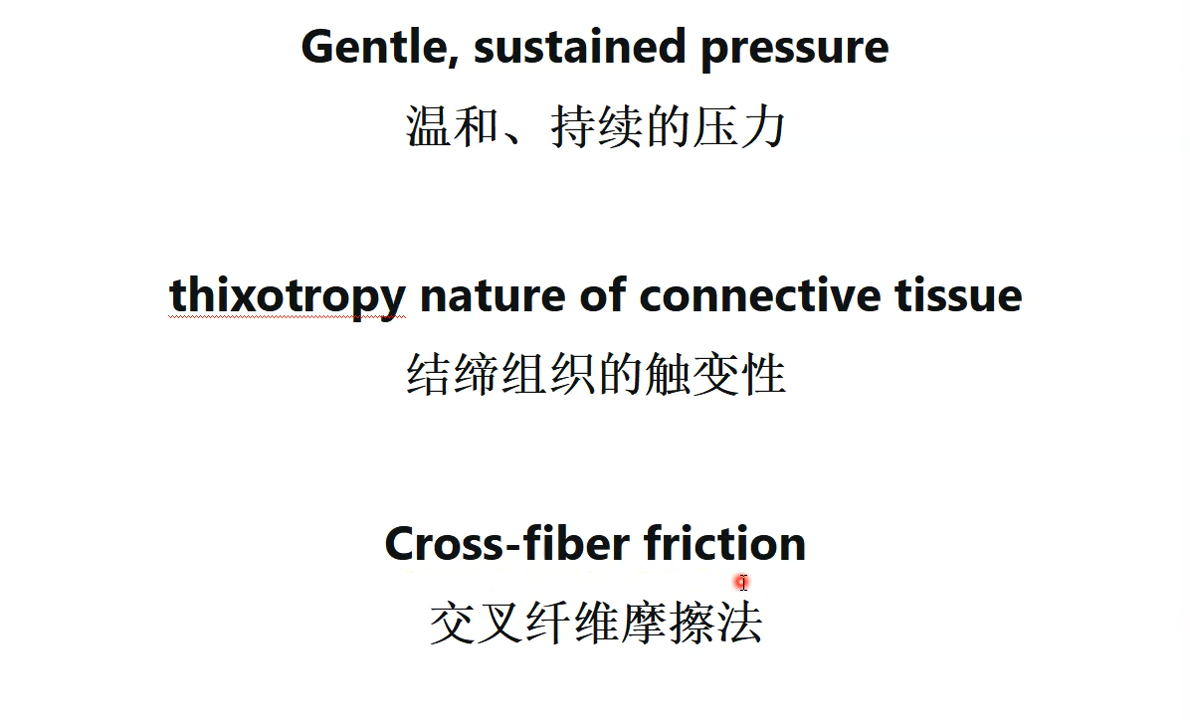 Gentle, sustained pressure
温和、持续的压力
thixotropy nature of connective tissue
结缔组织的触变性
Cross-fiber friction
交叉纤维摩擦法